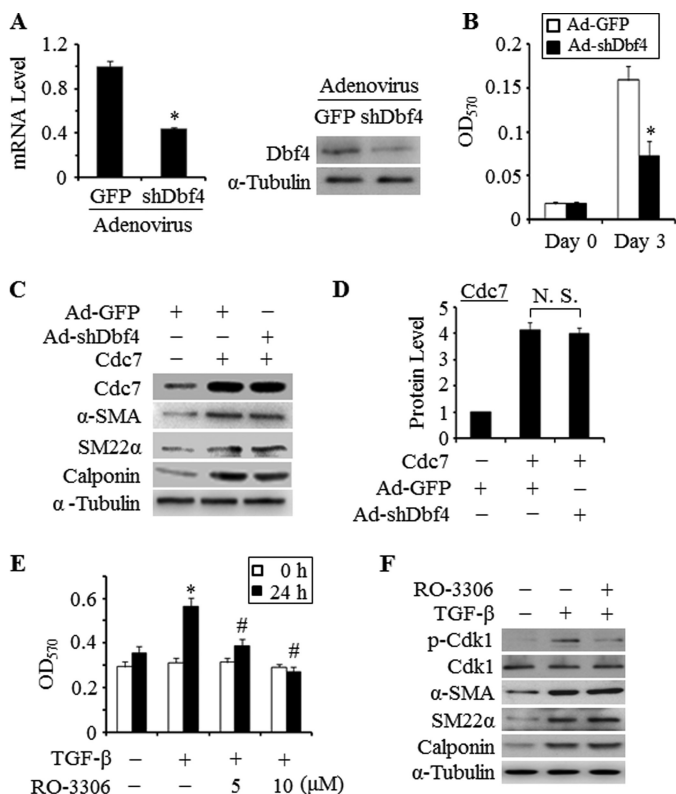 A
mRNA Level
1.2
0.8
0.4
0
*
GFP shDbf4
Adenovirus
Adenovirus
GFP shDbf4
Dbf4
α-Tubulin
B
Ad-GFP
Ad-shDbf4
OD570
0.2
0.15
0.1
0.05
0
*
Day 0 Day 3
C
Ad-GFP + + −
Ad-shDbf4 − − +
Cdc7 − + +
Cdc7
α-SMA
SM22α
Calponin
α -Tubulin
D
Cdc7
N. S.
Protein Level
5
4
3
2
1
0
Cdc7 − + +
Ad-GFP + + −
Ad-shDbf4 − − +
E
0 h
24 h
OD570
0.6
0.4
0.2
0
* # #
TGF-β − + + +
RO-3306 − − 5 10 (μM)
F
RO-3306 − − +
TGF-β − + +
p-Cdk1
Cdk1
α-SMA
SM22α
Calponin
α-Tubulin